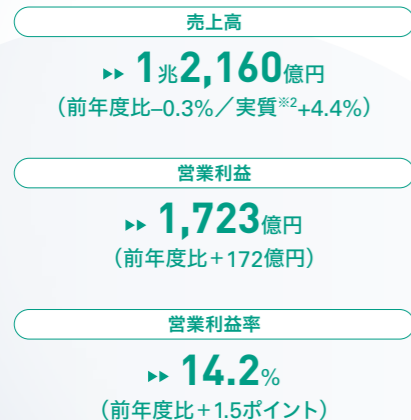 売上高
1兆2,160億円
（前年度比–0.3%／実質※2+4.4%）
営業利益
1,723億円
（前年度比＋172億円）
営業利益率
14.2%
（前年度比＋1.5ポイント）